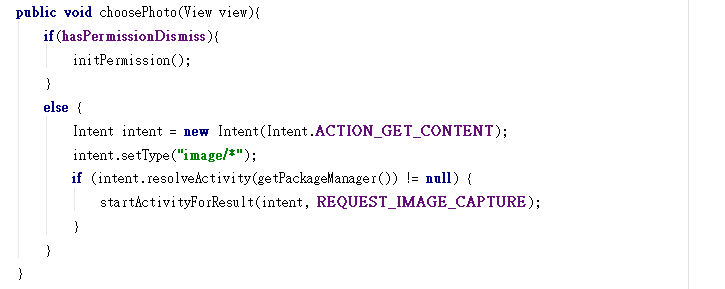 public void choosePhoto(View view){
if(hasPermissionDismiss){
initPermission();
}
else {
Intent intent = new Intent(Intent.ACTION_GET_CONTENT);
intent.setType("image/*");
if (intent.resolveActivity(getPackageManager()) != null) {
startActivityForResult(intent, REQUEST_IMAGE_CAPTURE);
}
}
}